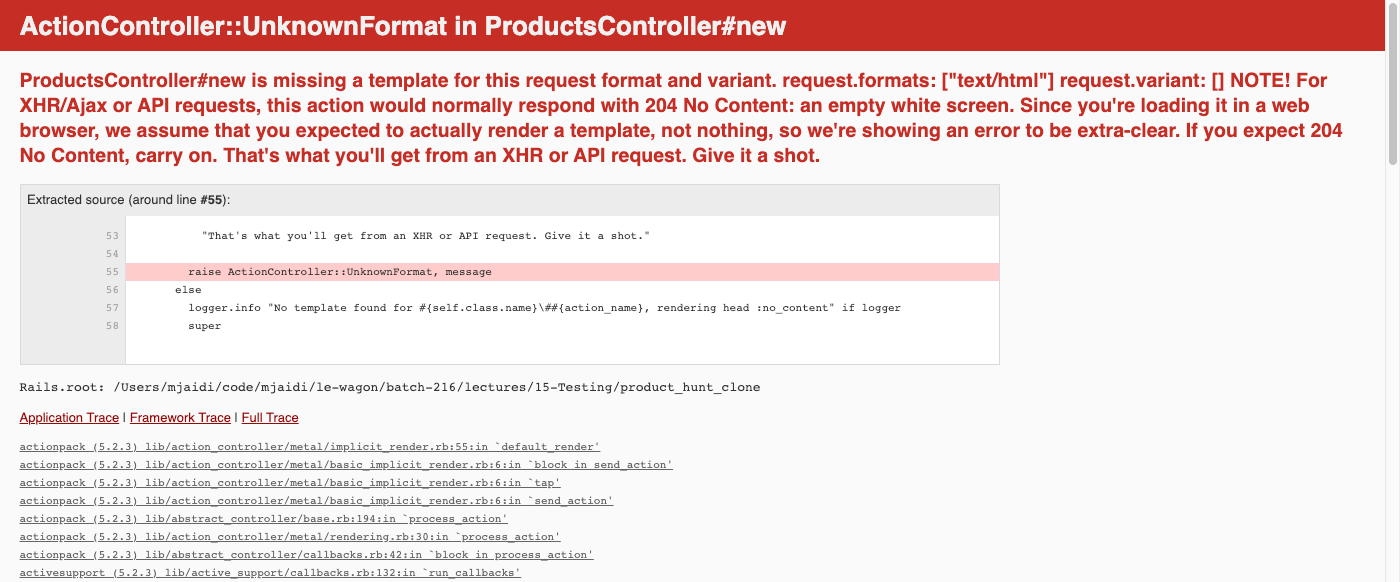 ActionController::UnknownFormat in ProductsController#new
ProductsController#new is missing a template for this request format and variant. request.formats: ["text/html"] request.variant: [] NOTE! For
XHR/Ajax or API requests, this action would normally respond with 204 No Content: an empty white screen. Since you're loading it in a web
browser, we assume that you expected to actually render a template, not nothing, so we're showing an error to be extra-clear. If you expect 204
No Content, carry on. That's what you'll get from an XHR or API request. Give it a shot.
Extracted source (around line #55):
53 "That's what you'll get from an XHR or API request. Give it a shot."
54
55 raise ActionController::UnknownFormat, message
56 else
57 logger.info "No template found for #{self.class.name}\##{action_name}, rendering head :no_content" if logger
58 super
Rails.root: /Users/mjaidi/code/mjaidi/le-wagon/batch-216/lectures/15-Testing/product_hunt_clone
Application Trace | Framework Trace | Full Trace
actionpack (5.2.3) lib/action_controller/metal/implicit_render.rb:55:in `default_render'
actionpack (5.2.3) lib/action_controller/metal/basic_implicit_render.rb:6:in `block in send_action'
actionpack (5.2.3) lib/action_controller/metal/basic_implicit_render.rb:6:in `tap'
actionpack (5.2.3) lib/action_controller/metal/basic_implicit_render.rb:6:in `send_action'
actionpack (5.2.3) lib/abstract_controller/base.rb:194:in `process_action'
actionpack (5.2.3) lib/action_controller/metal/rendering.rb:30:in `process_action'
actionpack (5.2.3) lib/abstract_controller/callbacks.rb:42:in `block in process_action'
activesupport (5.2.3) lib/active_support/callbacks.rb:132:in `run_callbacks'